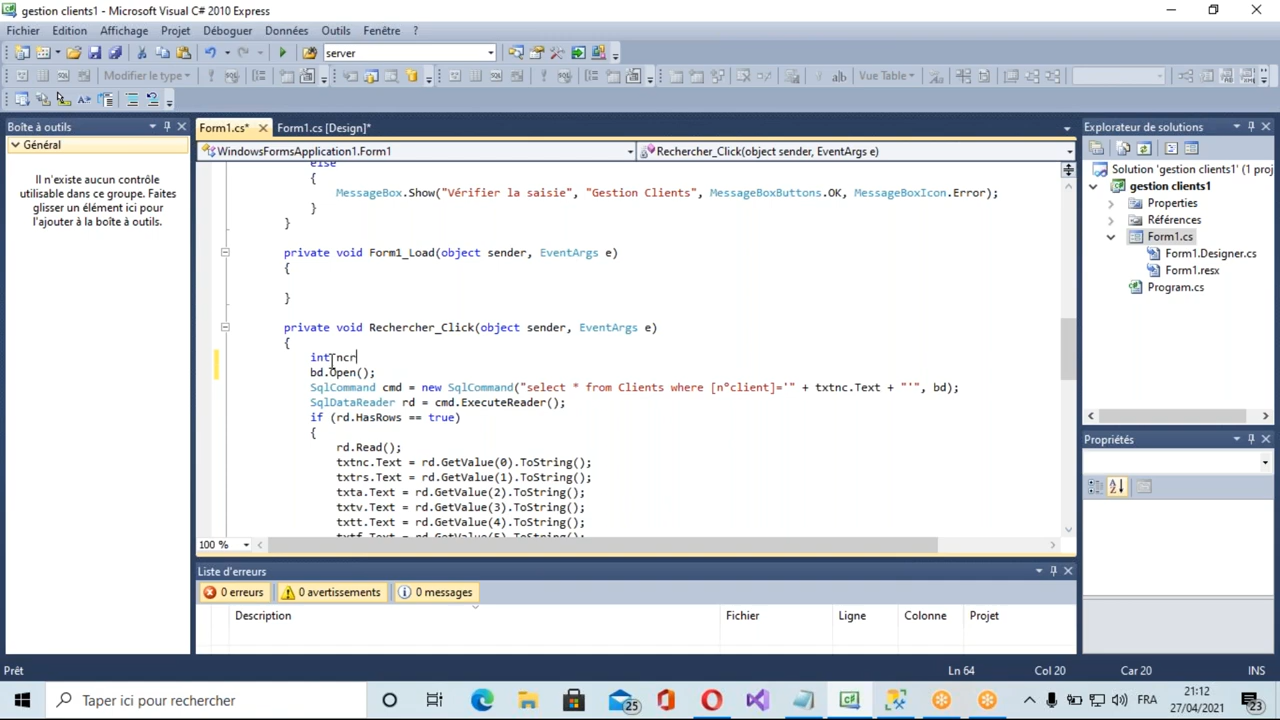 gestion clients1 - Microsoft Visual C# 2010 Express
Fichier Edition Affichage Projet Déboguer Données Outils Fenêtre ?
server
Modifier le type Vue Table
Boîte à outils
Général
Il n'existe aucun contrôle
utilisable dans ce groupe. Faites
glisser un élément ici pour
l'ajouter à la boîte à outils.
Form1.cs* Form1.cs [Design]*
WindowsFormsApplication1.Form1 Rechercher_Click(object sender, EventArgs e)
else
{
MessageBox.Show("Vérifier la saisie", "Gestion Clients", MessageBoxButtons.OK, MessageBoxIcon.Error);
}
}
private void Form1_Load(object sender, EventArgs e)
{
}
private void Rechercher_Click(object sender, EventArgs e)
{
int ncr
bd.Open();
SqlCommand cmd = new SqlCommand("select * from Clients where [n°client]='" + txtnc.Text + "'", bd);
SqlDataReader rd = cmd.ExecuteReader();
if (rd.HasRows == true)
{
rd.Read();
txtnc.Text = rd.GetValue(0).ToString();
txtrs.Text = rd.GetValue(1).ToString();
txta.Text = rd.GetValue(2).ToString();
txtv.Text = rd.GetValue(3).ToString();
txtt.Text = rd.GetValue(4).ToString();
txtf.Text = rd.GetValue(5).ToString();
100 %
Explorateur de solutions
Solution 'gestion clients1' (1 proj
gestion clients1
Properties
Références
Form1.cs
Form1.Designer.cs
Form1.resx
Program.cs
Propriétés
Liste d'erreurs
0 erreurs 0 avertissements 0 messages
Description Fichier Ligne Colonne Projet
Prêt Ln 64 Col 20 Car 20 INS
Taper ici pour rechercher
25
FRA
21:12
27/04/2021
23